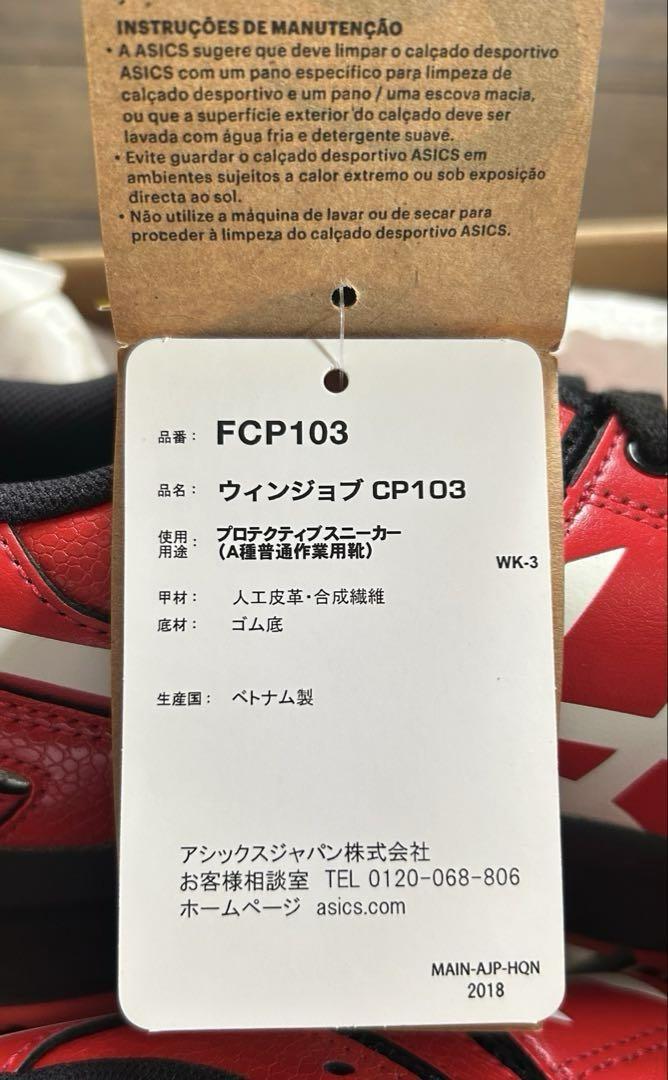 INSTRUÇÕES DE MANUTENÇÃO
• A ASICS sugere que deve limpar o calçado desportivo
ASICS com um pano específico para limpeza de
calçado desportivo e um pano / uma escova macia,
ou que a superfície exterior do calçado deve ser
lavada com água fria e detergente suave.
• Evite guardar o calçado desportivo ASICS em
ambientes sujeitos a calor extremo ou sob exposição
directa ao sol.
• Não utilize a máquina de lavar ou de secar para
proceder à limpeza do calçado desportivo ASICS.
品番： FCP103
品名： ウィンジョブ CP103
使用用途： プロテクティブスニーカー
（A種普通作業用靴）
WK-3
甲材： 人工皮革・合成繊維
底材： ゴム底
生産国： ベトナム製
アシックスジャパン株式会社
お客様相談室 TEL 0120-068-806
ホームページ asics.com
MAIN-AJP-HQN
2018